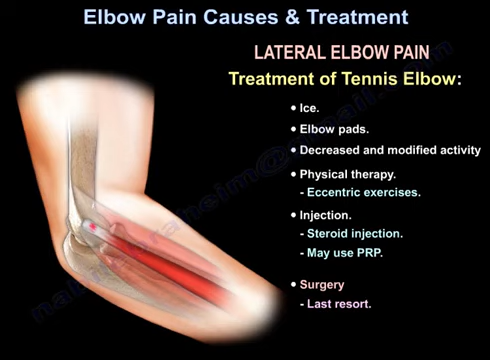 Elbow Pain Causes & Treatment
LATERAL ELBOW PAIN
Treatment of Tennis Elbow:
• Ice.
• Elbow pads.
• Decreased and modified activity
• Physical therapy.
- Eccentric exercises.
• Injection.
- Steroid injection.
- May use PRP.
• Surgery
- Last resort.